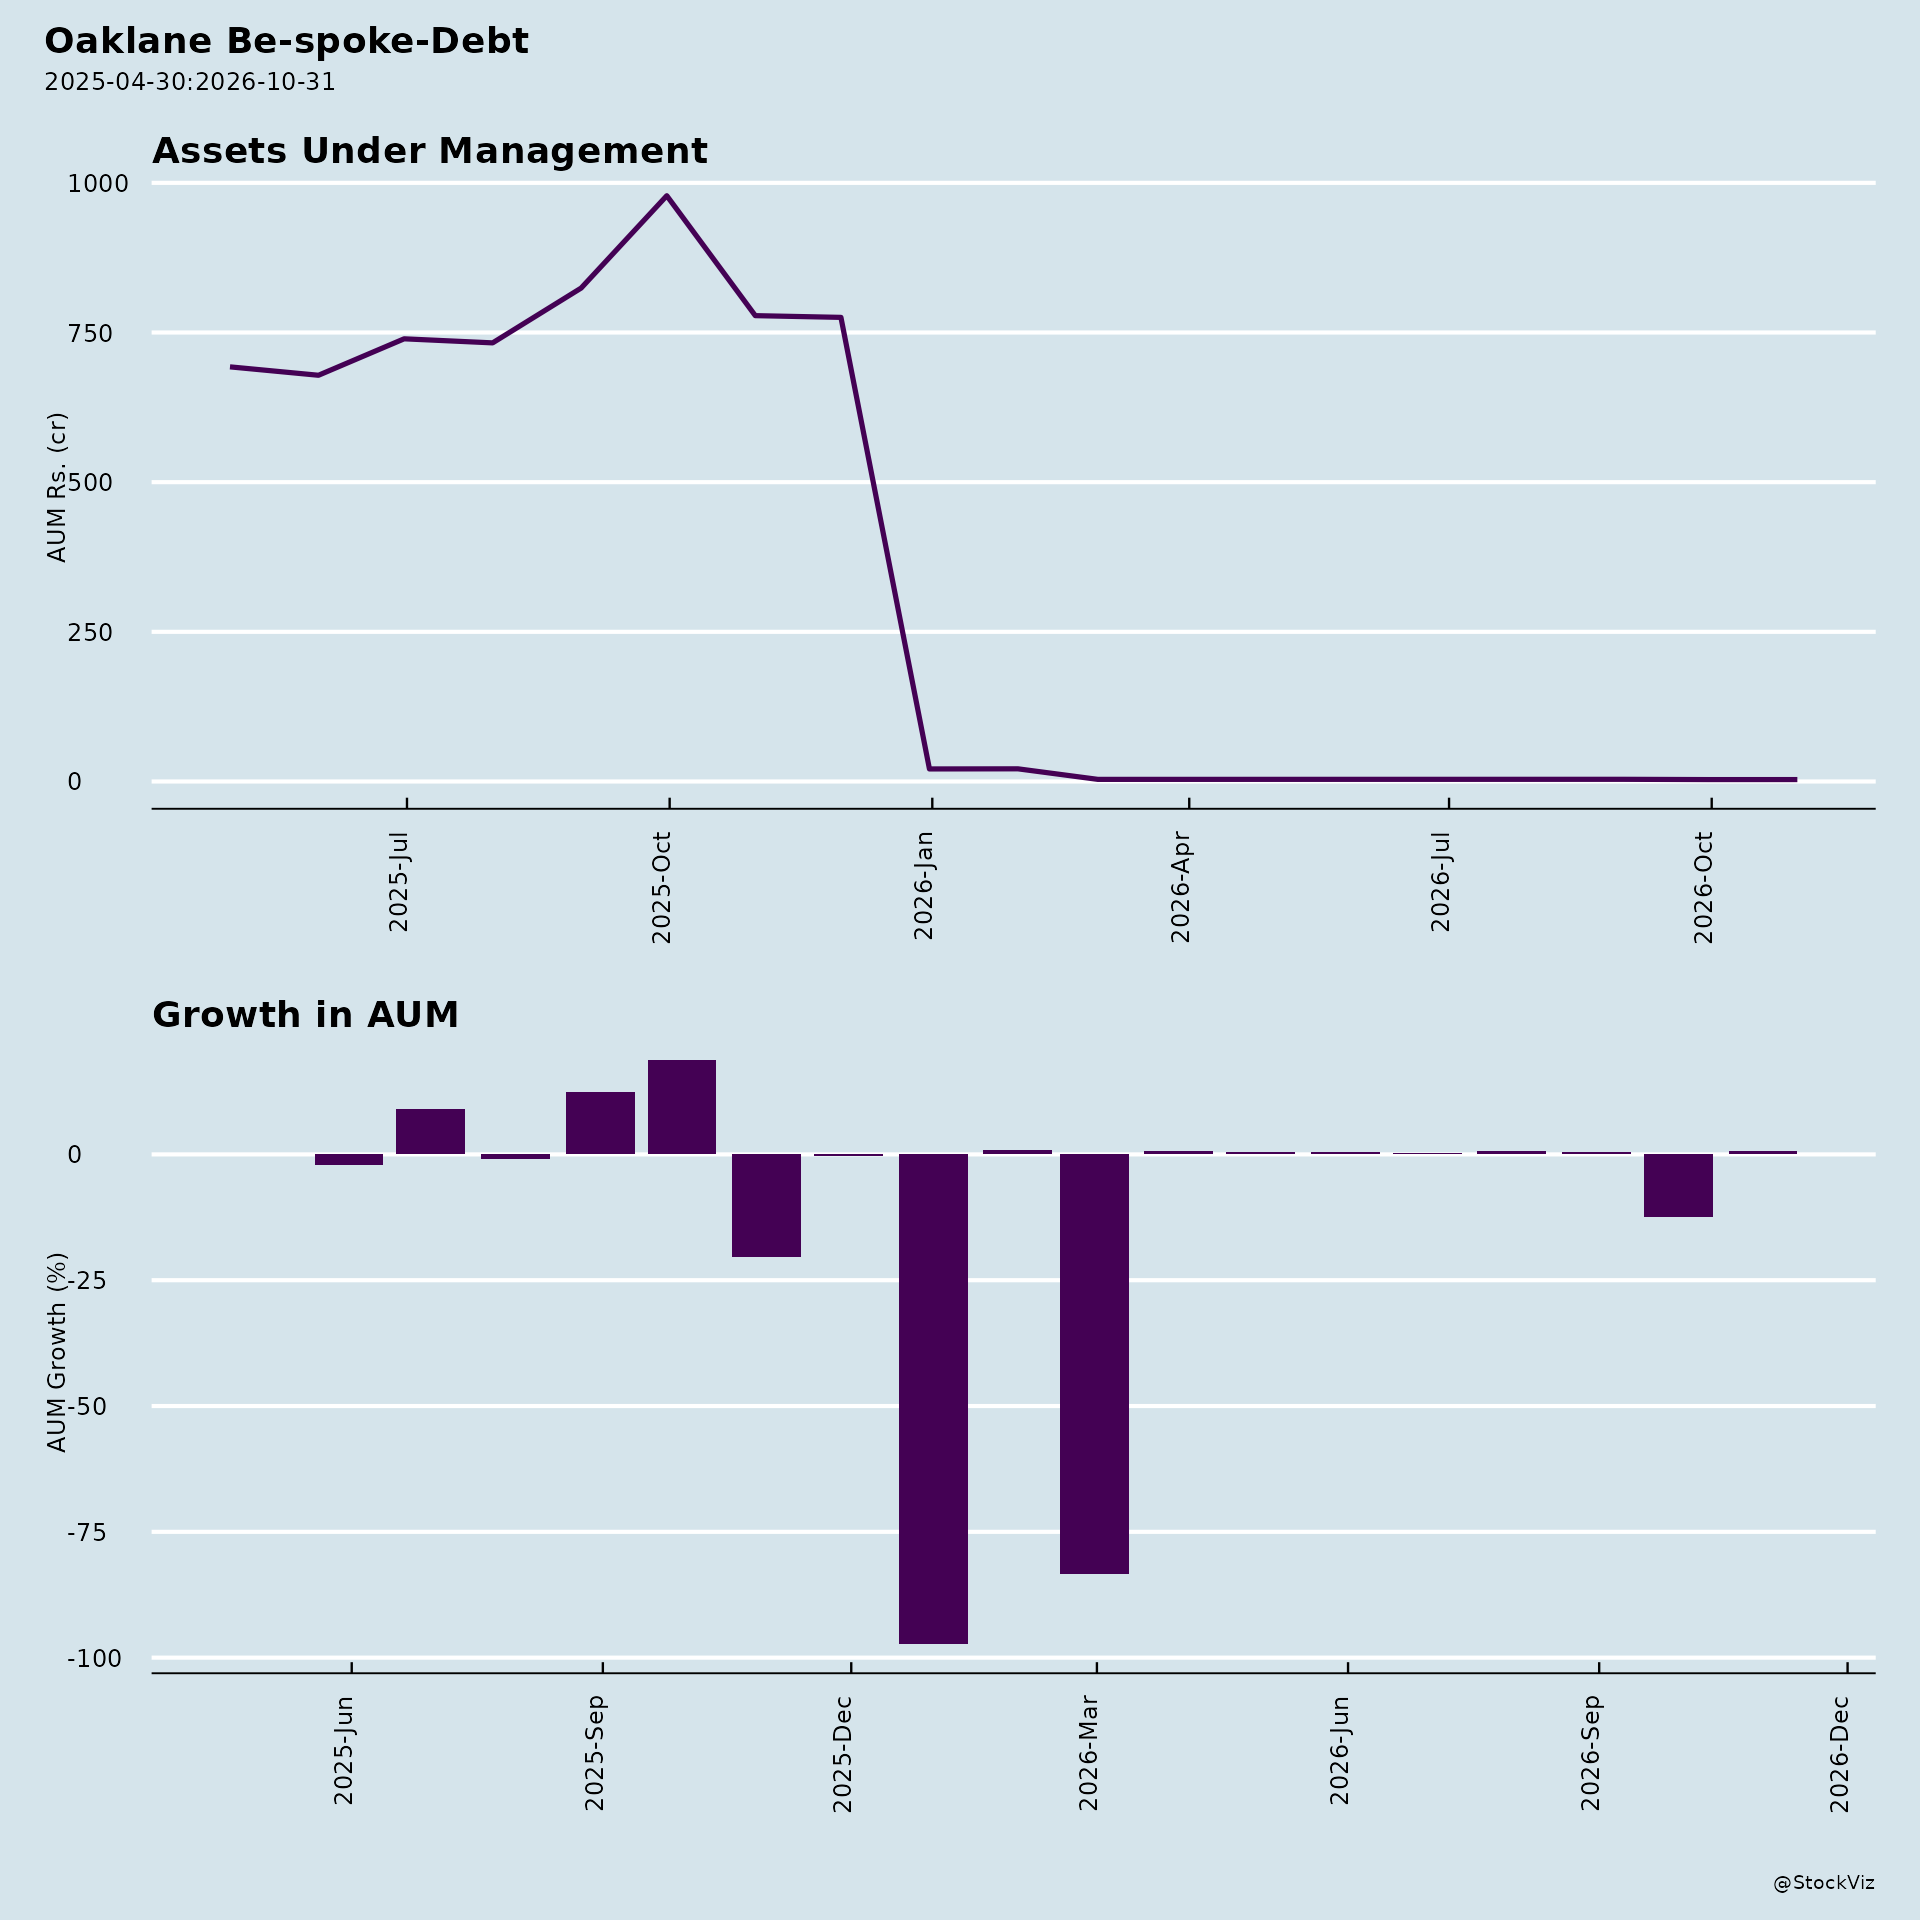 Oaklane Be-spoke-Debt
2025-04-30:2026-10-31
Assets Under Management
AUM Rs. (cr)
1000
750
500
250
0
2025-Jul
2025-Oct
2026-Jan
2026-Apr
2026-Jul
2026-Oct
Growth in AUM
AUM Growth (%)
0
-25
-50
-75
-100
2025-Jun
2025-Sep
2025-Dec
2026-Mar
2026-Jun
2026-Sep
2026-Dec
@StockViz